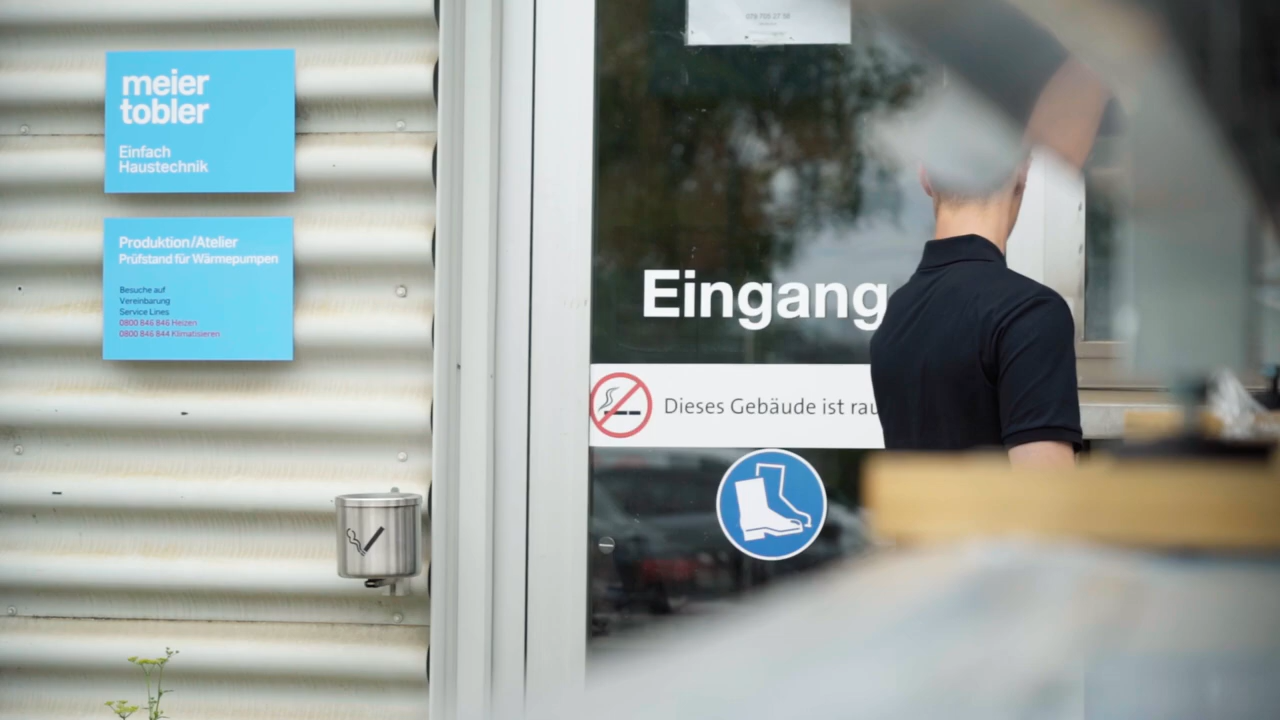 meier
tobler
Einfach
Haustechnik
Produktion/Atelier
Prüfstand für Wärmepumpen
Besuche auf
Vereinbarung
Service Lines
0800 846 846 Heizen
0800 846 844 Klimatisieren
Eingang
Dieses Gebäude ist rau